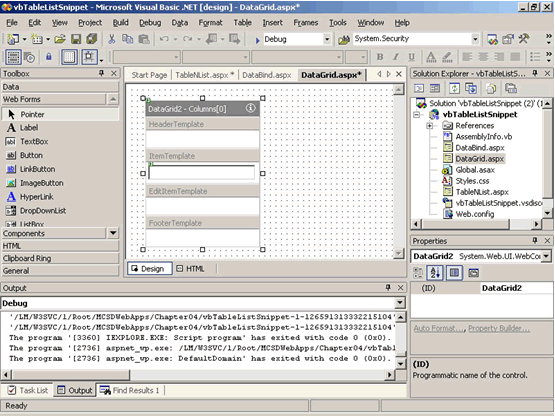 vbTableListSnippet - Microsoft Visual Basic .NET [design] - DataGrid.aspx*
File Edit View Project Build Debug Data Format Table Insert Frames Tools Window Help
Debug System.Security
Toolbox
Data
Web Forms
Pointer
Label
TextBox
Button
LinkButton
ImageButton
HyperLink
DropDownList
ListBox
Components
HTML
Clipboard Ring
General
Start Page TableNList.aspx * DataBind.aspx DataGrid.aspx*
DataGrid2 - Columns[0]
HeaderTemplate
ItemTemplate
EditItemTemplate
FooterTemplate
Design HTML
Solution Explorer - vbTableListS...
Solution 'vbTableListSnippet' (2)
vbTableListSnippet
References
AssemblyInfo.vb
DataBind.aspx
DataGrid.aspx
Global.asax
Styles.css
TableNList.aspx
vbTableListSnippet.vsdisco
Web.config
Properties
DataGrid2 System.Web.UI.WebCon
(ID) DataGrid2
Auto Format..., Property Builder...
(ID)
Programmatic name of the control.
Output
Debug
'/LM/W3SVC/1/Root/MCSDWebApps/Chapter04/vbTableListSnippet-1-126591313332215104'
'/LM/W3SVC/1/Root/MCSDWebApps/Chapter04/vbTableListSnippet-1-126591313332215104'
The program '[3360] IEXPLORE.EXE: Script program' has exited with code 0 (0x0).
The program '[2736] aspnet_wp.exe: /LM/W3SVC/1/Root/MCSDWebApps/Chapter04/vbTabl
The program '[2736] aspnet_wp.exe: DefaultDomain' has exited with code 0 (0x0).
Task List Output Find Results 1
Ready